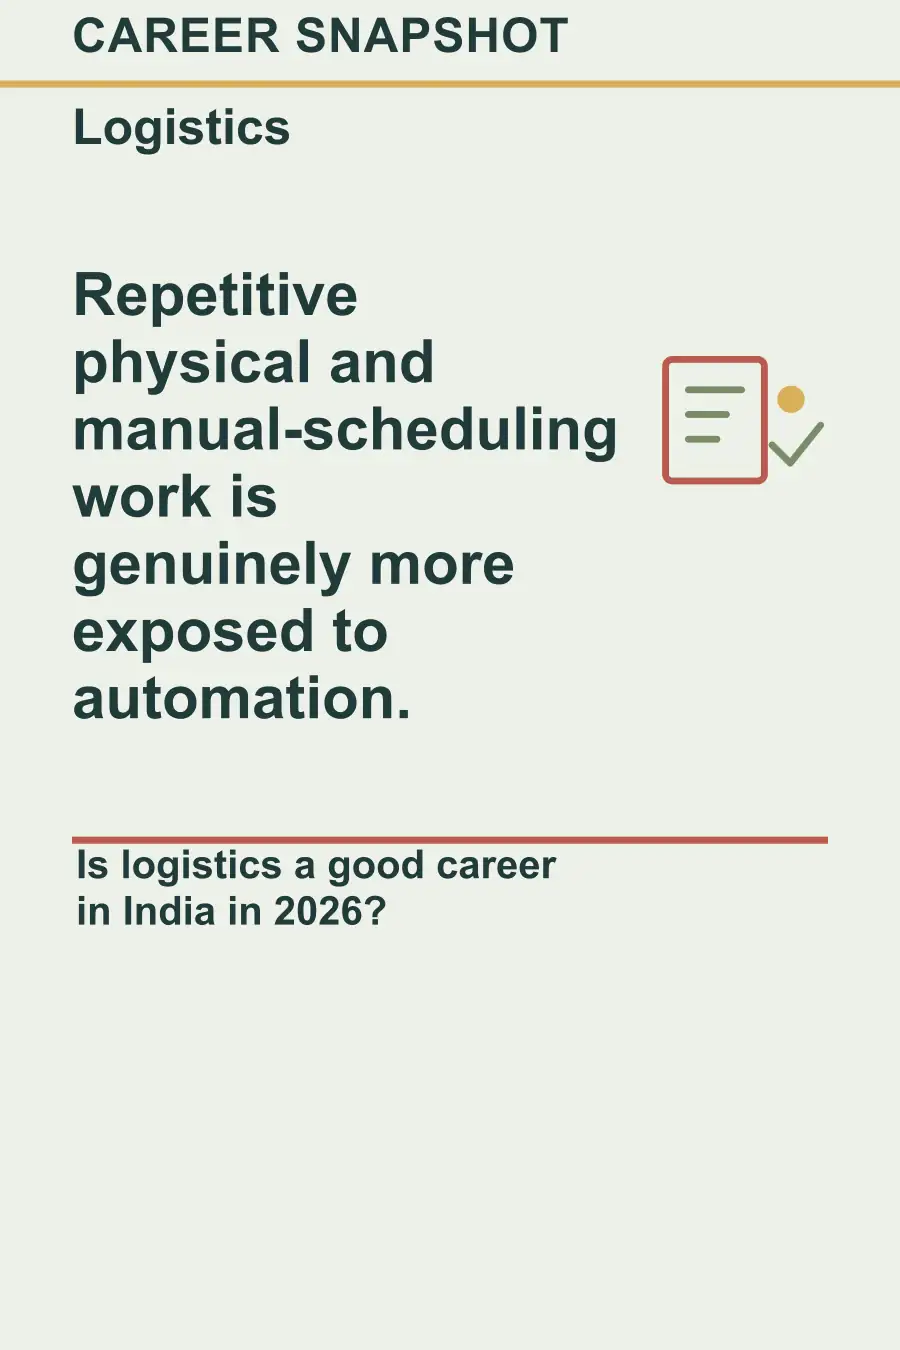 CAREER SNAPSHOT
Logistics
Repetitive
physical and
manual-scheduling
work is
genuinely more
exposed to
automation.
Is logistics a good career
in India in 2026?